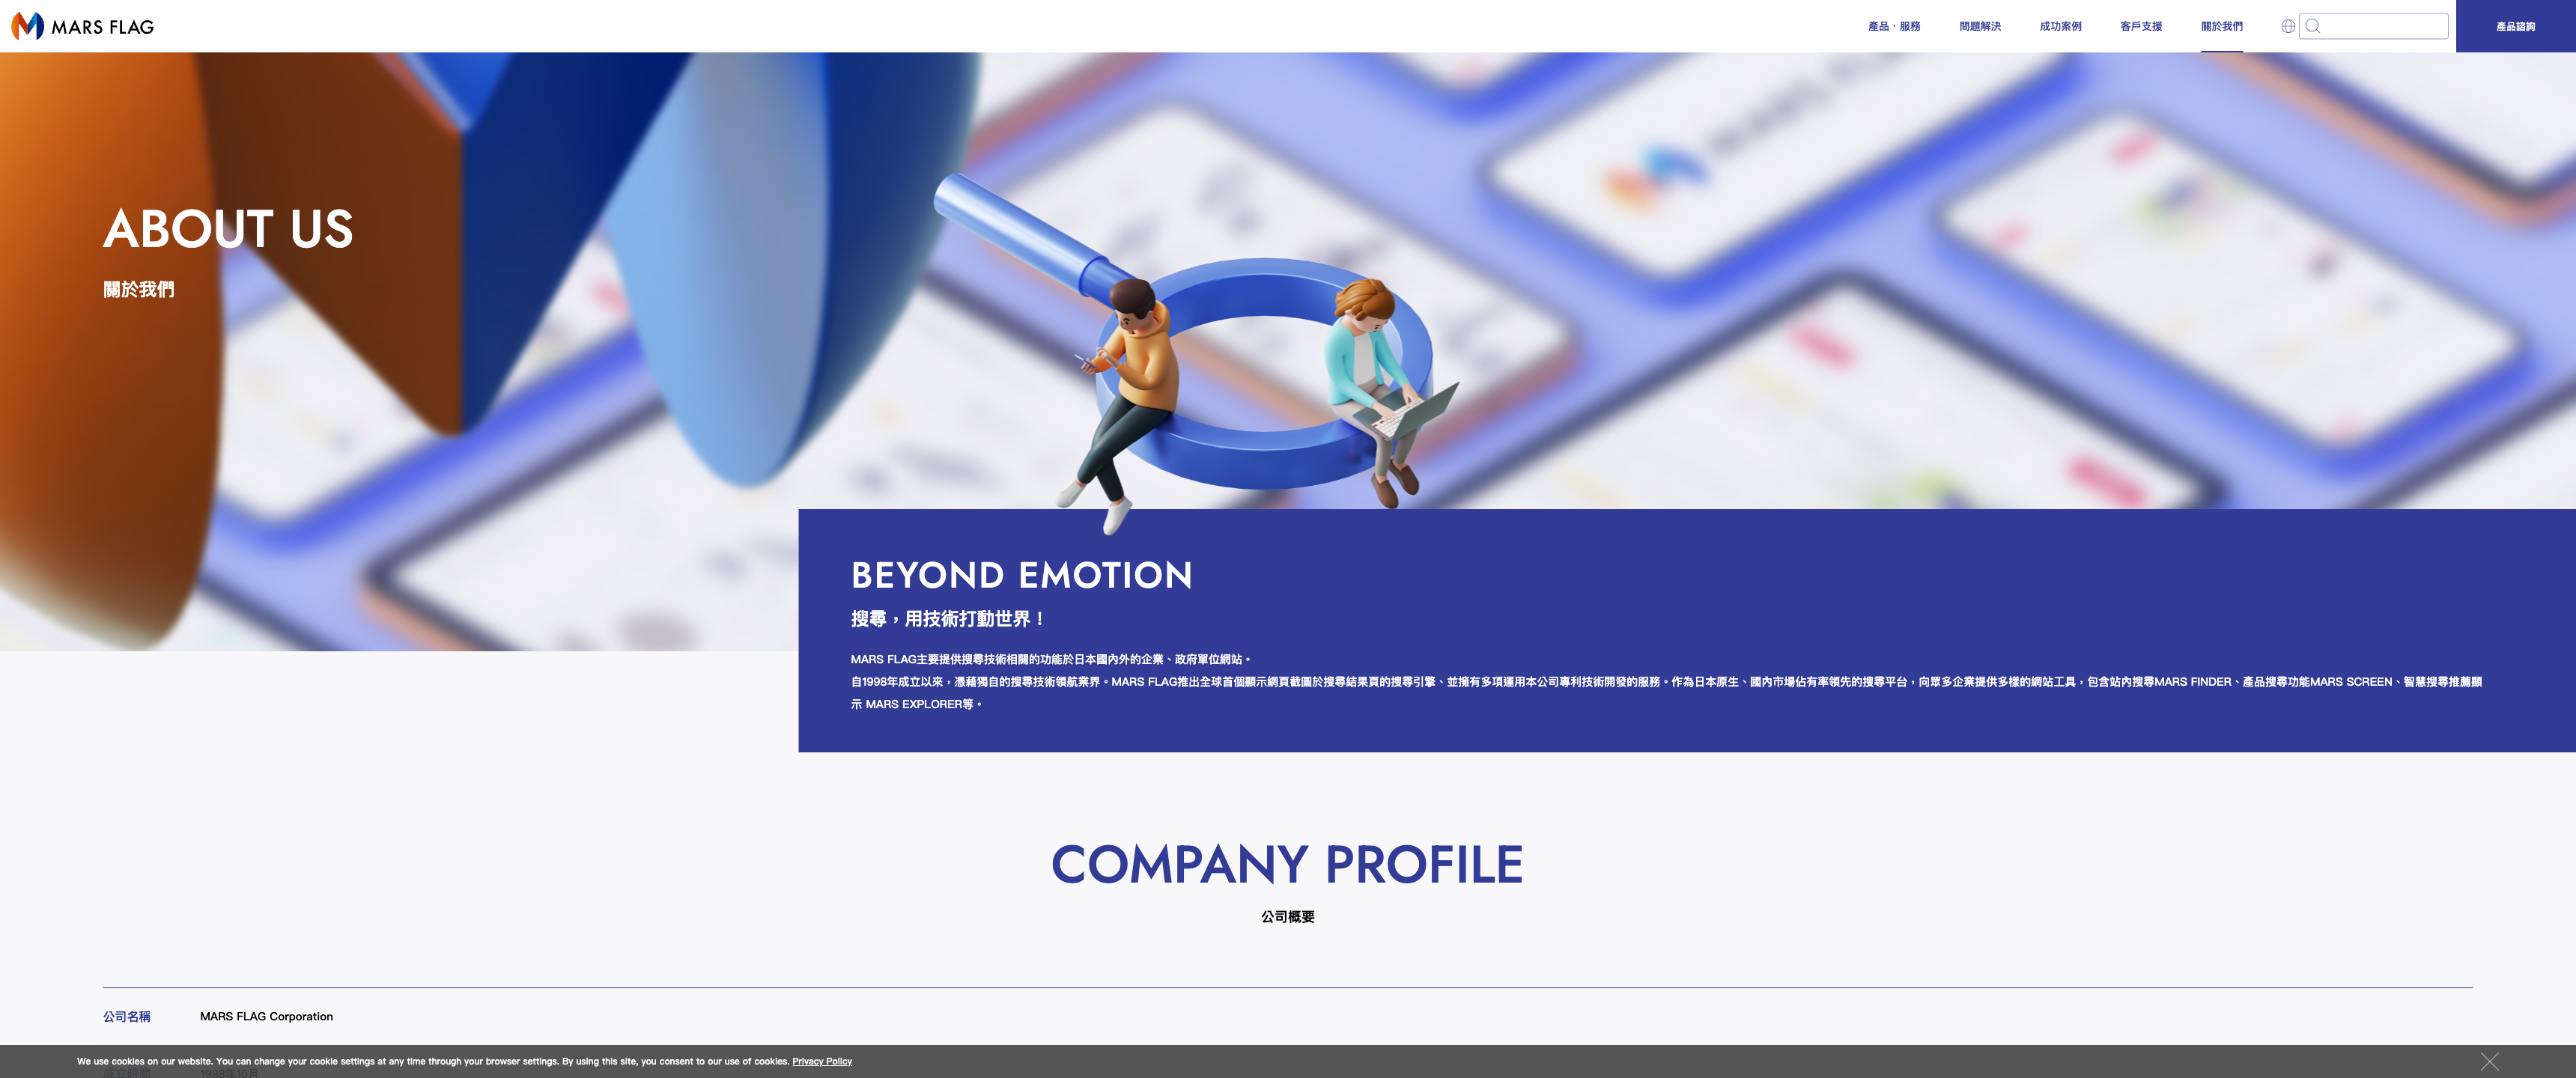 MARS FLAG
產品・服務
問題解決
成功案例
客戶支援
關於我們
產品諮詢
ABOUT US
關於我們
BEYOND EMOTION
搜尋，用技術打動世界！
MARS FLAG主要提供搜尋技術相關的功能於日本國內外的企業、政府單位網站。
自1998年成立以來，憑藉獨自的搜尋技術領航業界。MARS FLAG推出全球首個顯示網頁截圖於搜尋結果頁的搜尋引擎、並擁有多項運用本公司專利技術開發的服務。作為日本原生、國內市場佔有率領先的搜尋平台，向眾多企業提供多樣的網站工具，包含站內搜尋MARS FINDER、產品搜尋功能MARS SCREEN、智慧搜尋推薦顯
示 MARS EXPLORER等。
COMPANY PROFILE
公司概要
公司名稱
MARS FLAG Corporation
We use cookies on our website. You can change your cookie settings at any time through your browser settings. By using this site, you consent to our use of cookies. Privacy Policy
成立時間
1998年10月